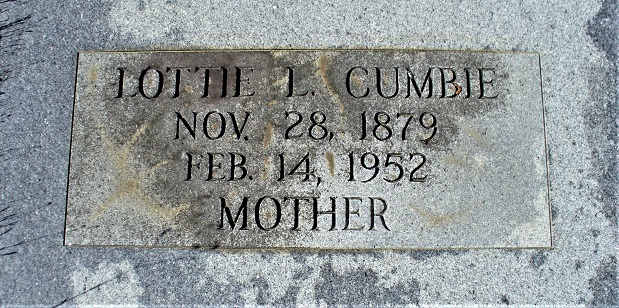 LOTTIE L. CUMBIE
NOV. 28, 1879
FEB. 14, 1952
MOTHER